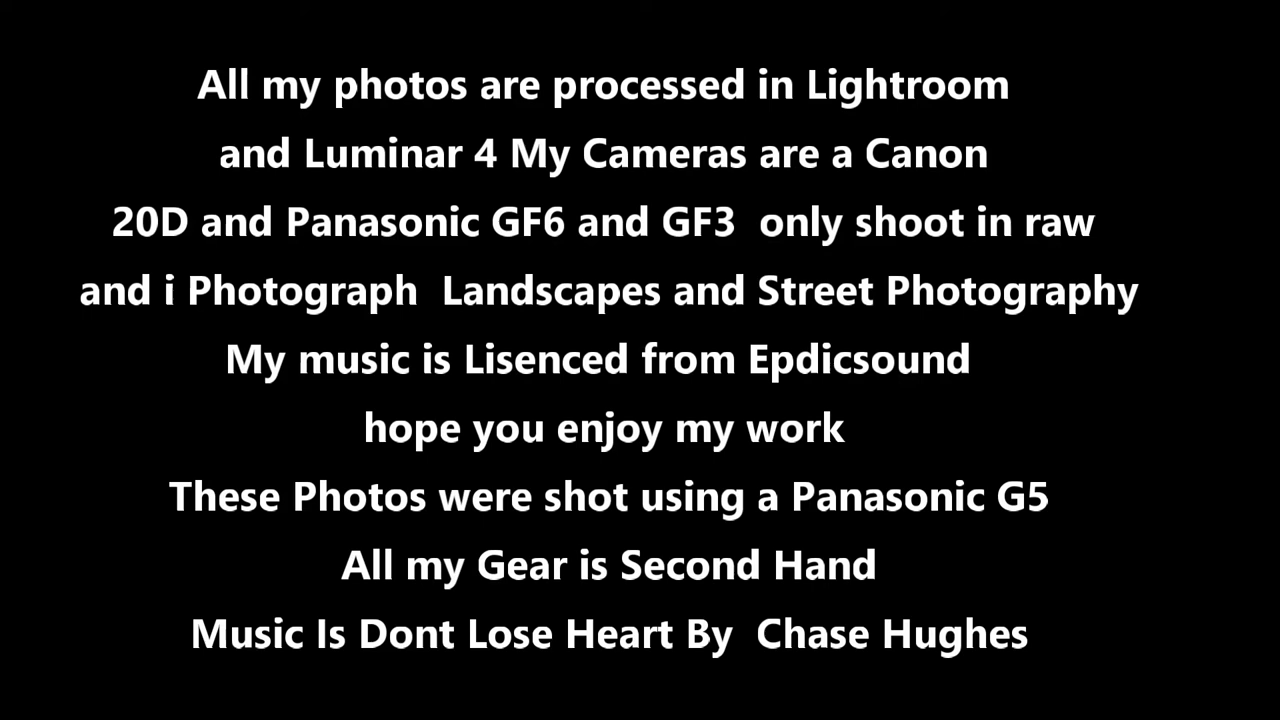 All my photos are processed in Lightroom
and Luminar 4 My Cameras are a Canon
20D and Panasonic GF6 and GF3  only shoot in raw
and i Photograph  Landscapes and Street Photography
My music is Lisenced from Epdicsound
hope you enjoy my work
These Photos were shot using a Panasonic G5
All my Gear is Second Hand
Music Is Dont Lose Heart By  Chase Hughes